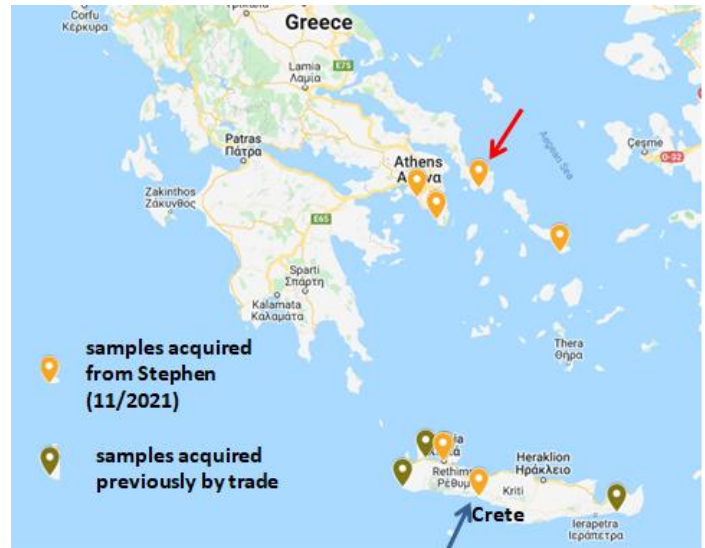 Corfu
Κέρκυρα
Greece
Lamia
Λαμία
E75
Patras
Πάτρα
Athens
Çeşme
O-32
Aegean Sea
Zakinthos
Ζάκυνθος
E65
Sparti
Σπάρτη
Kalamata
Καλαμάτα
Thera
Θήρα
samples acquired
from Stephen
(11/2021)
samples acquired
previously by trade
Heraklion
Ηράκλειο
Kriti
Crete
Ierapetra
Ιεράπετρα